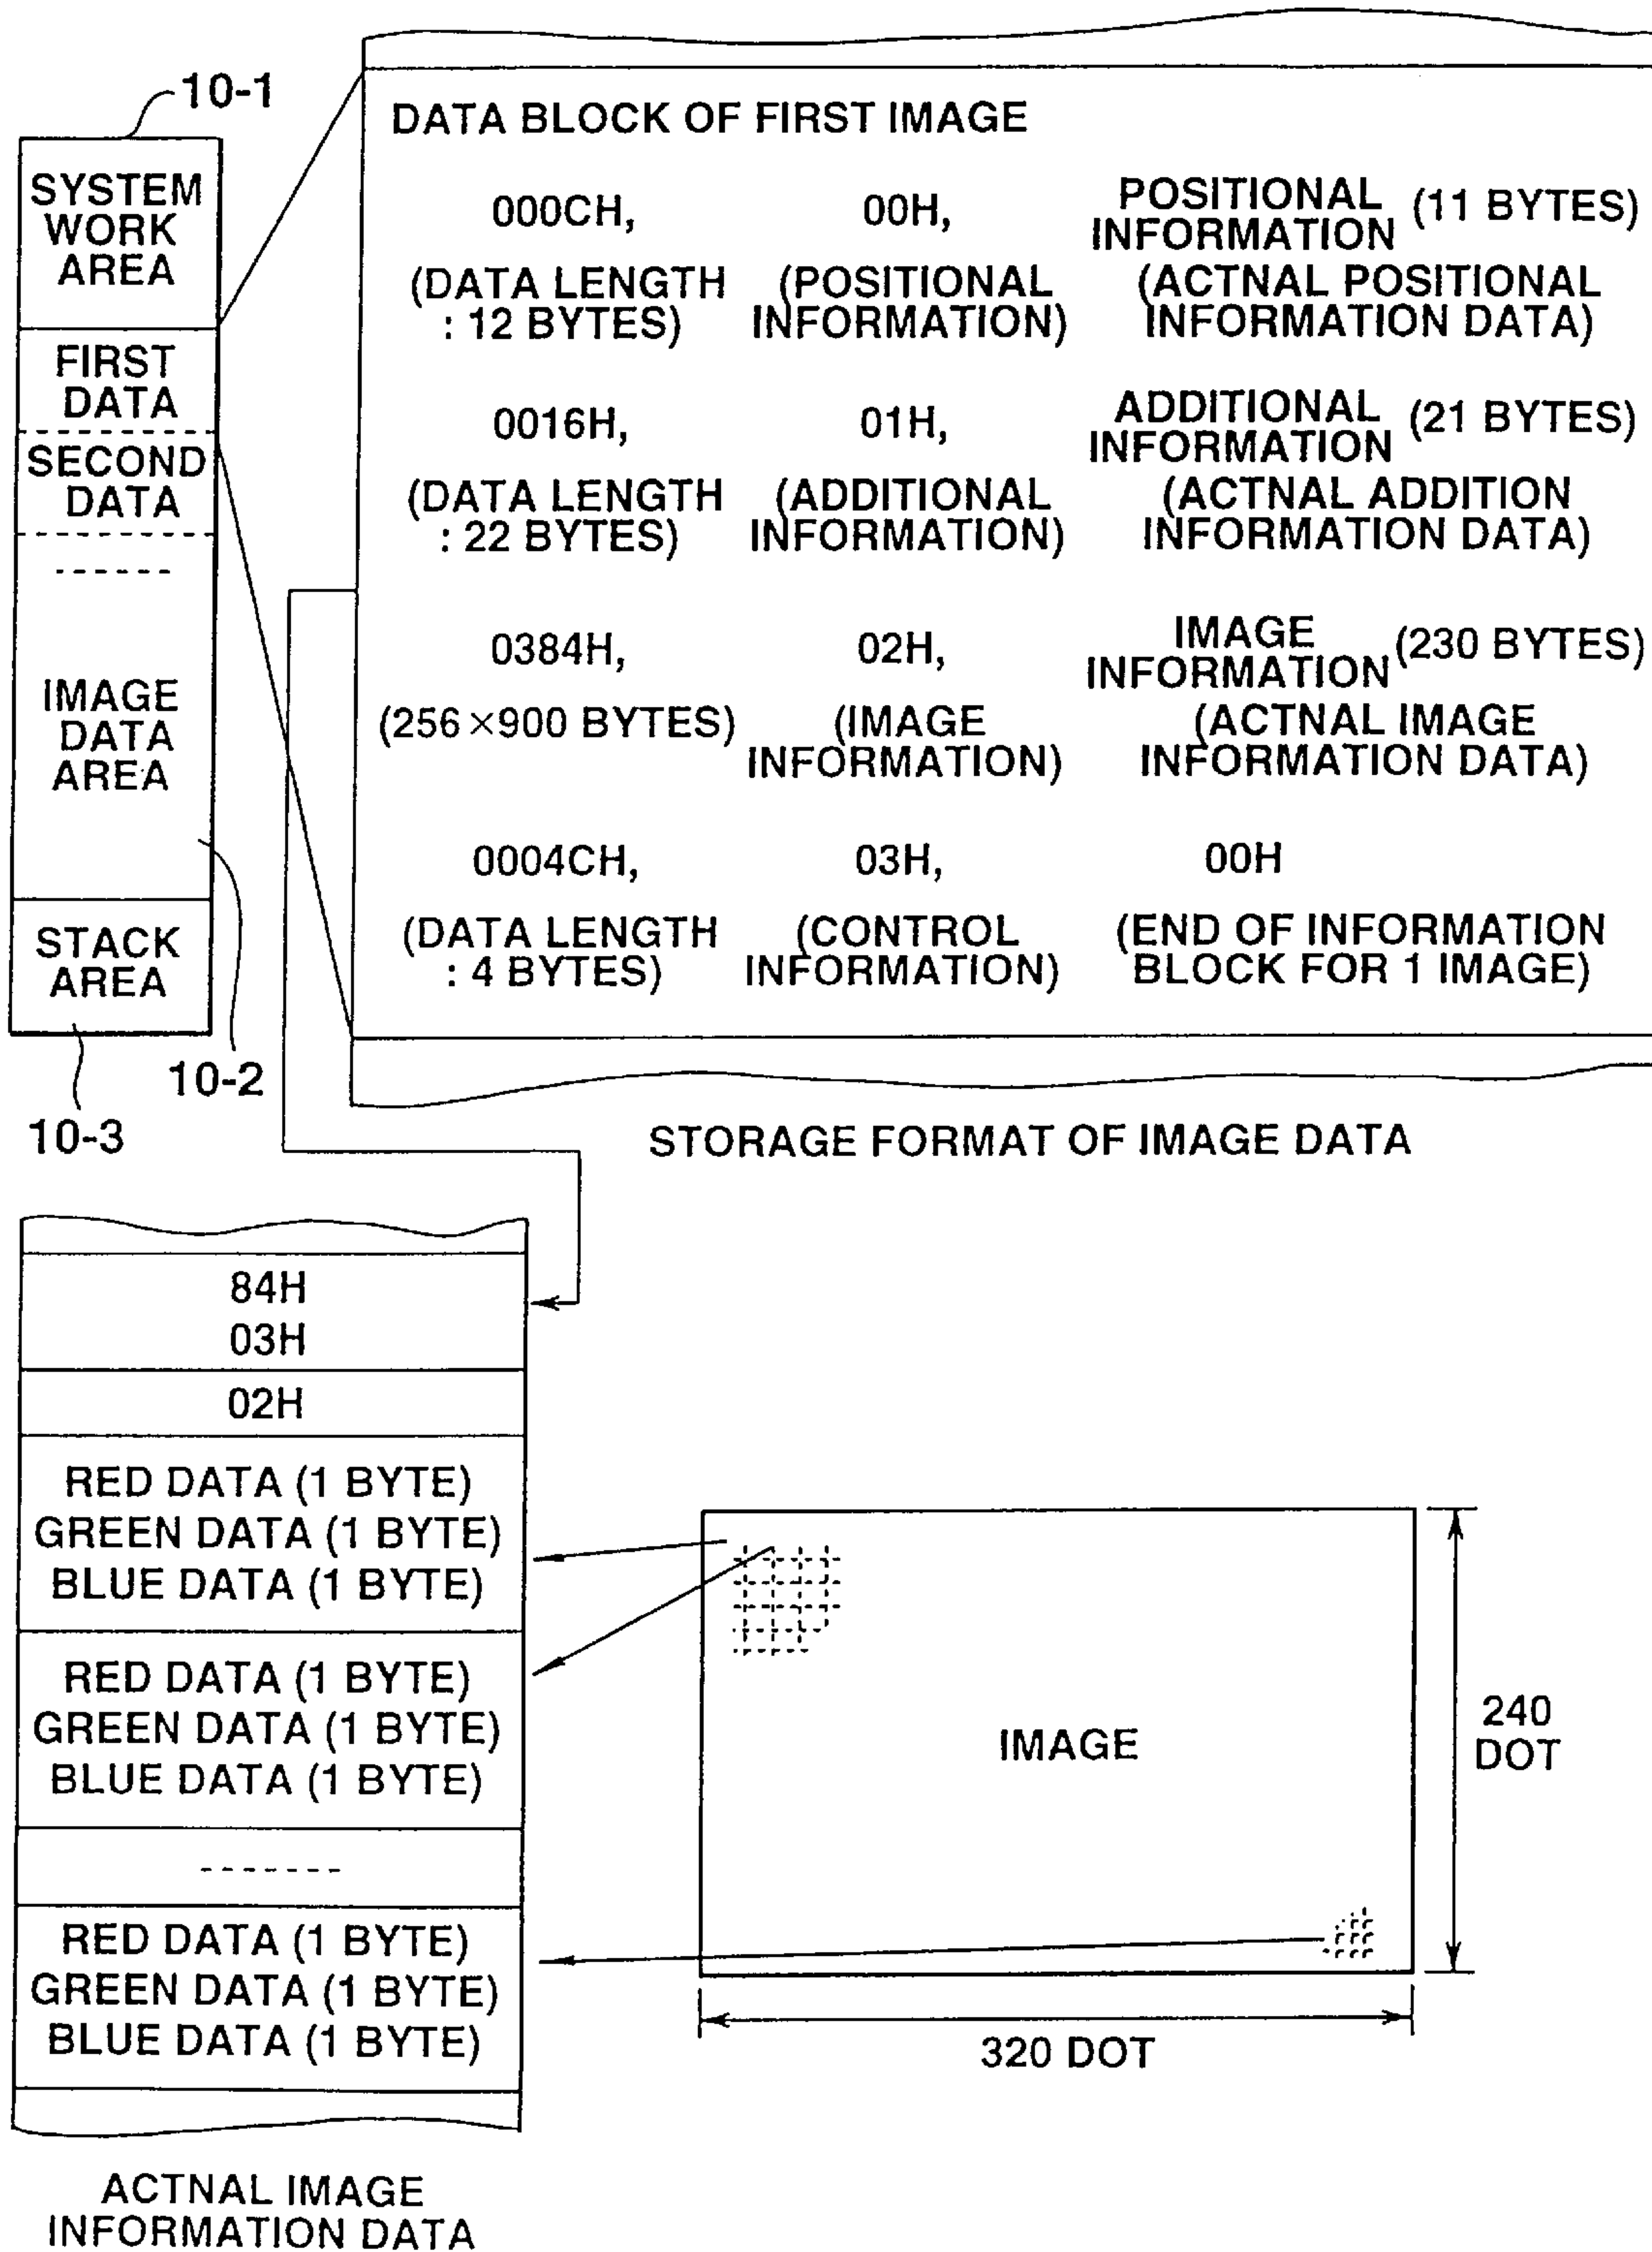 10-1
SYSTEM
WORK
AREA
FIRST
DATA
SECOND
DATA
IMAGE
DATA
AREA
STACK
AREA
10-2
10-3
DATA BLOCK OF FIRST IMAGE
000CH, 00H, POSITIONAL (11 BYTES)
INFORMATION
(DATA LENGTH (POSITIONAL (ACTNAL POSITIONAL
: 12 BYTES) INFORMATION) INFORMATION DATA)
0016H, 01H, ADDITIONAL (21 BYTES)
INFORMATION
(DATA LENGTH (ADDITIONAL (ACTNAL ADDITION
: 22 BYTES) INFORMATION) INFORMATION DATA)
0384H, 02H, IMAGE (230 BYTES)
INFORMATION
(256×900 BYTES) (IMAGE (ACTNAL IMAGE
INFORMATION) INFORMATION DATA)
0004CH, 03H, 00H
(DATA LENGTH (CONTROL (END OF INFORMATION
: 4 BYTES) INFORMATION) BLOCK FOR 1 IMAGE)
STORAGE FORMAT OF IMAGE DATA
84H
03H
02H
RED DATA (1 BYTE)
GREEN DATA (1 BYTE)
BLUE DATA (1 BYTE)
RED DATA (1 BYTE)
GREEN DATA (1 BYTE)
BLUE DATA (1 BYTE)
RED DATA (1 BYTE)
GREEN DATA (1 BYTE)
BLUE DATA (1 BYTE)
ACTNAL IMAGE
INFORMATION DATA
IMAGE
240
DOT
320 DOT